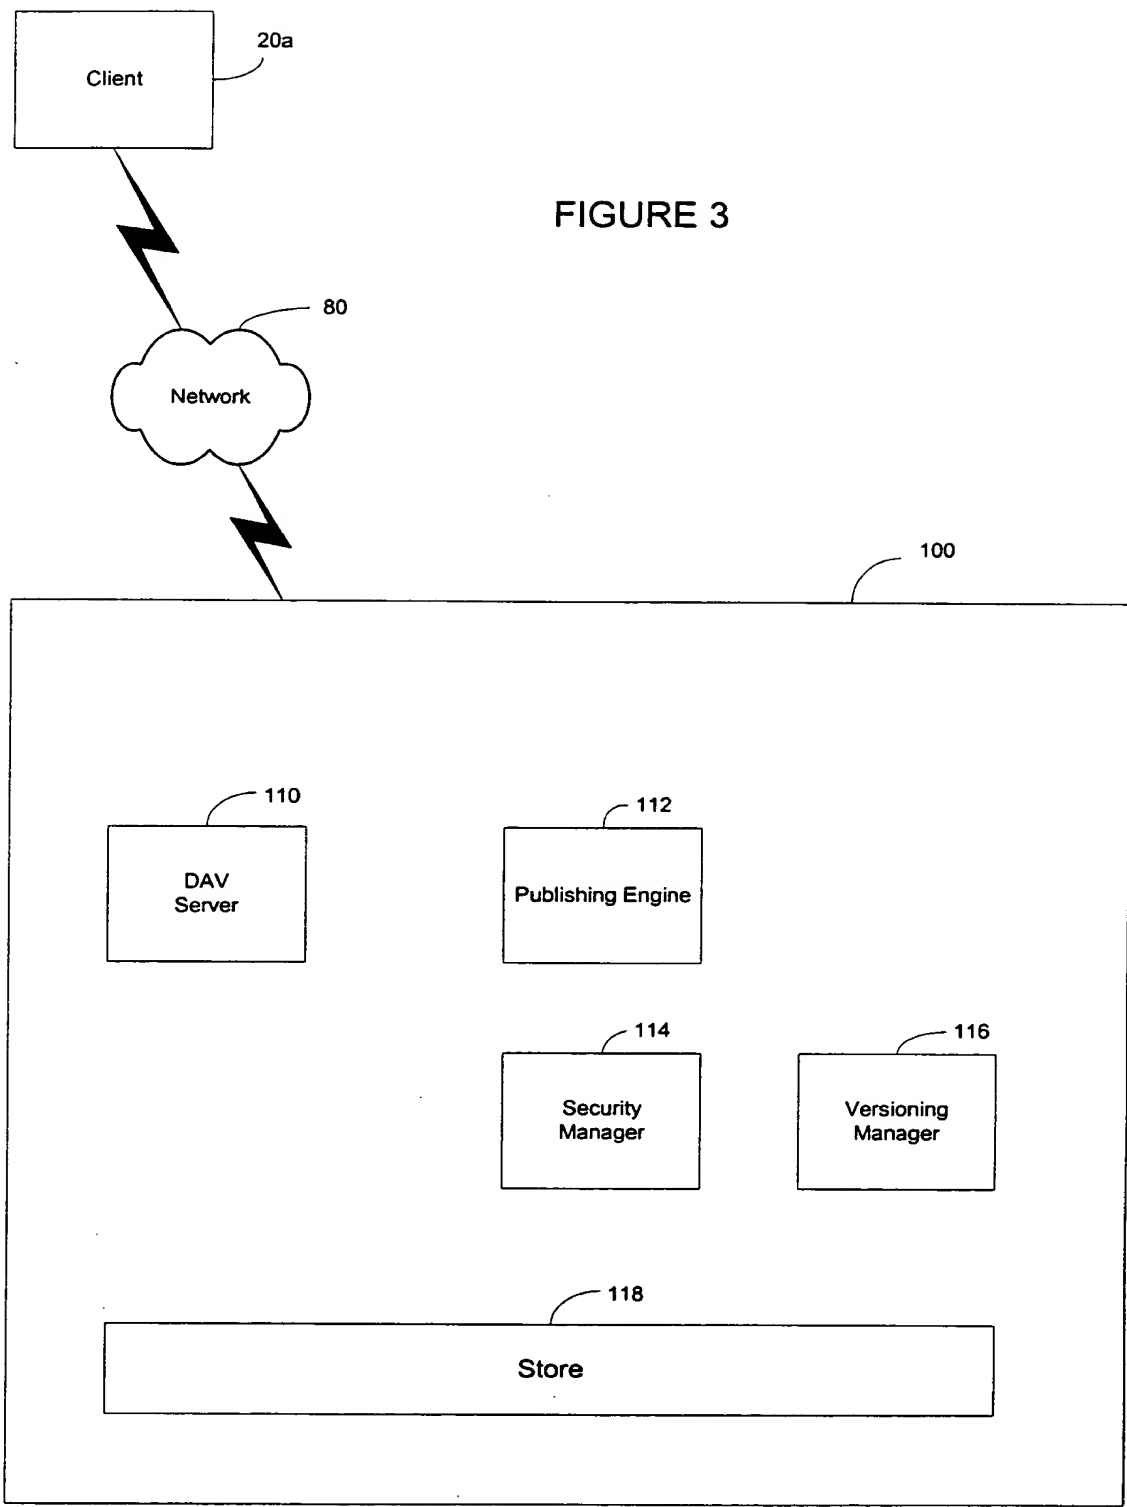 20a
Client
FIGURE 3
80
Network
100
110
112
DAV
Server
Publishing Engine
114
116
Security
Manager
Versioning
Manager
118
Store